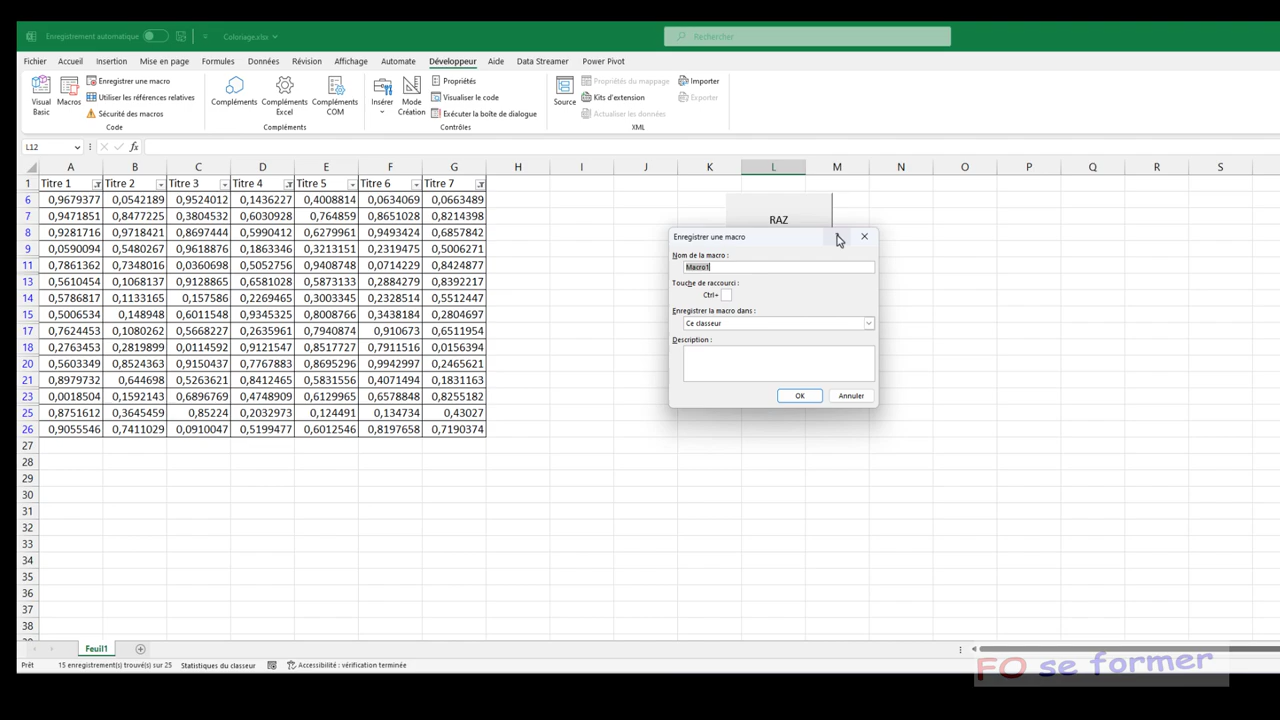 Enregistrement automatique
Coloriage.xlsx
Rechercher
Fichier Accueil Insertion Mise en page Formules Données Révision Affichage Automate Développeur Aide Data Streamer Power Pivot
Visual Basic
Macros
Enregistrer une macro
Utiliser les références relatives
Sécurité des macros
Code
Compléments
Compléments Excel
Compléments COM
Compléments
Insérer
Mode Création
Propriétés
Visualiser le code
Exécuter la boîte de dialogue
Contrôles
Source
Propriétés du mappage
Kits d'extension
Actualiser les données
Importer
Exporter
XML
L12
A B C D E F G H I J K L M N O P Q R S
1 Titre 1 Titre 2 Titre 3 Titre 4 Titre 5 Titre 6 Titre 7
6 0,9679377 0,0542189 0,9524012 0,1436227 0,4008814 0,0634069 0,0663489
7 0,9471851 0,8477225 0,3804532 0,6030928 0,764859 0,8651028 0,8214398
8 0,9281716 0,9718421 0,8697444 0,5990412 0,6279961 0,9493424 0,6857842
9 0,0590094 0,5480267 0,9618876 0,1863346 0,3213151 0,2319475 0,5006271
11 0,7861362 0,7348016 0,0360698 0,5052756 0,9408748 0,0714229 0,8424877
13 0,5610454 0,1068137 0,9128865 0,6581028 0,5873133 0,2884279 0,8392217
14 0,5786817 0,1133165 0,157586 0,2269465 0,3003345 0,2328514 0,5512447
15 0,5006534 0,148948 0,6011548 0,9345315 0,8008766 0,3438184 0,2804697
17 0,7624453 0,1080262 0,5668227 0,2635961 0,7940874 0,910673 0,6511954
18 0,2763453 0,2819899 0,0114592 0,9121547 0,8517727 0,7911516 0,0156394
20 0,5603349 0,8524363 0,9150437 0,7767883 0,8695296 0,9942997 0,2465621
21 0,8979732 0,644698 0,5263621 0,8412465 0,5831556 0,4071494 0,1831163
23 0,0018504 0,1592143 0,6896769 0,4748909 0,6129965 0,6578848 0,8255182
25 0,8751612 0,3645459 0,85224 0,2032973 0,124491 0,134734 0,43027
26 0,9055546 0,7411029 0,0910047 0,5199477 0,6012546 0,8197658 0,7190374
27
28
29
30
31
32
33
34
35
36
37
38
RAZ
Enregistrer une macro
Nom de la macro :
Macro1
Touche de raccourci :
Ctrl+
Enregistrer la macro dans :
Ce classeur
Description :
OK Annuler
Feuil1
Prêt 15 enregistrement(s) trouvé(s) sur 25 Statistiques du classeur Accessibilité : vérification terminée
FO se former